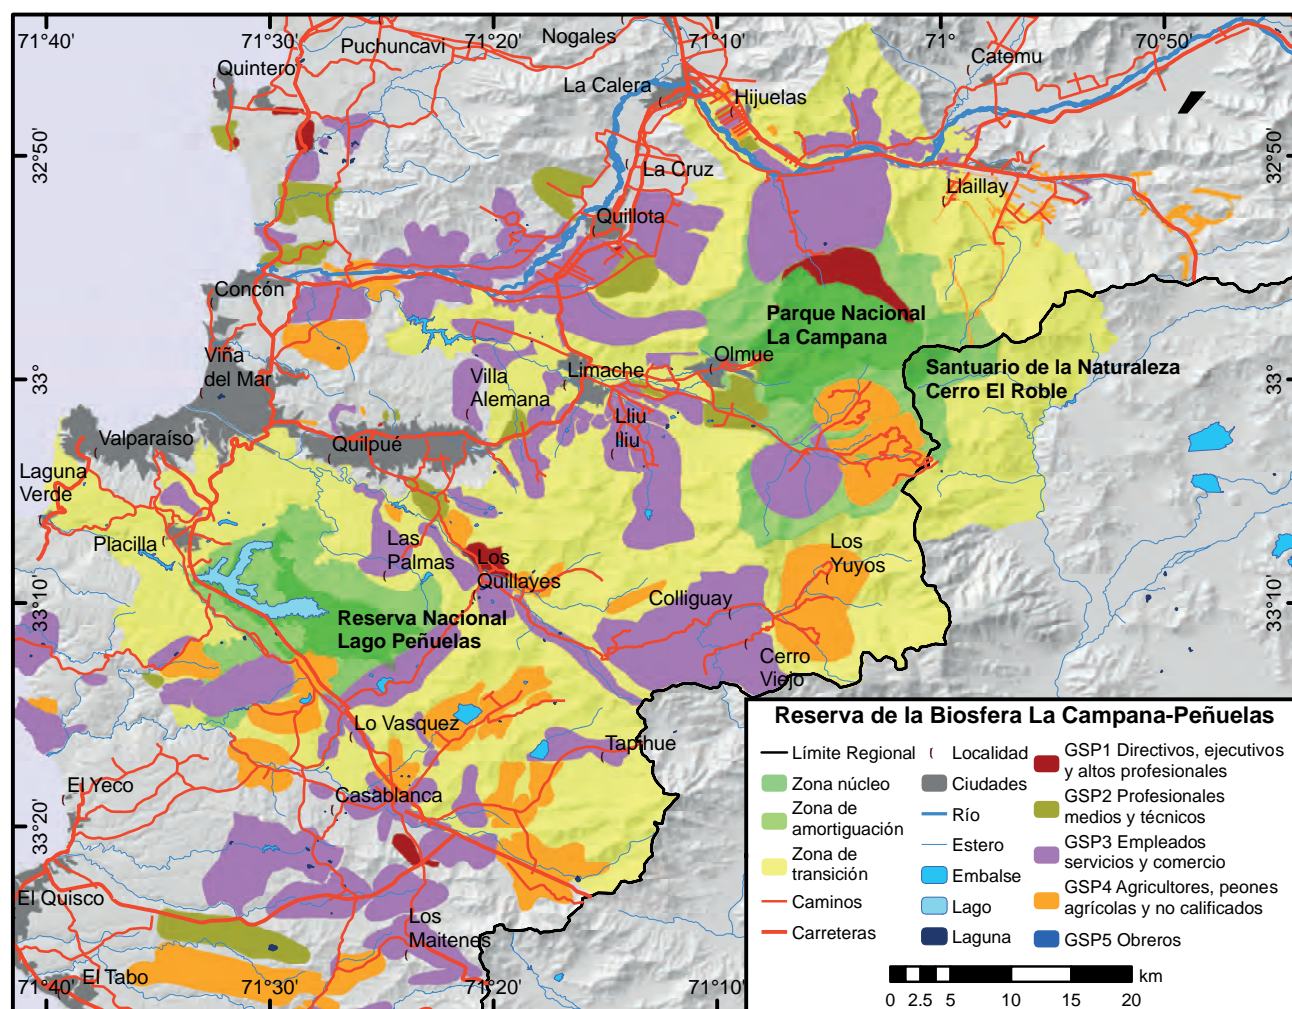 71°40'
71°30'
71°20'
71°10'
71°
70°50'
Puchuncavi
Nogales
Catemu
Quintero
La Calera
Hijuelas
32°50'
32°50'
La Cruz
Llaillay
Quillota
Concón
Parque Nacional
La Campana
Viña
del Mar
Limache
Olmue
Santuario de la Naturaleza
Cerro El Roble
33°
33°
Villa
Alemana
Valparaíso
Quilpué
Lliu
lliu
Laguna
Verde
Placilla
Las
Palmas
Los
Quillayes
Los
Yuyos
33°10'
33°10'
Reserva Nacional
Lago Peñuelas
Colliguay
Cerro
Viejo
Lo Vasquez
Tapihue
El Yeco
Casablanca
33°20'
El Quisco
Los
Maitenes
El Tabo
71°40'
71°30'
71°20'
71°10'
Reserva de la Biosfera La Campana-Peñuelas
Límite Regional
Zona núcleo
Zona de
amortiguación
Zona de
transición
Caminos
Carreteras
Localidad
Ciudades
Río
Estero
Embalse
Lago
Laguna
GSP1 Directivos, ejecutivos
y altos profesionales
GSP2 Profesionales
medios y técnicos
GSP3 Empleados
servicios y comercio
GSP4 Agricultores, peones
agrícolas y no calificados
GSP5 Obreros
km
0 2.5 5 10 15 20